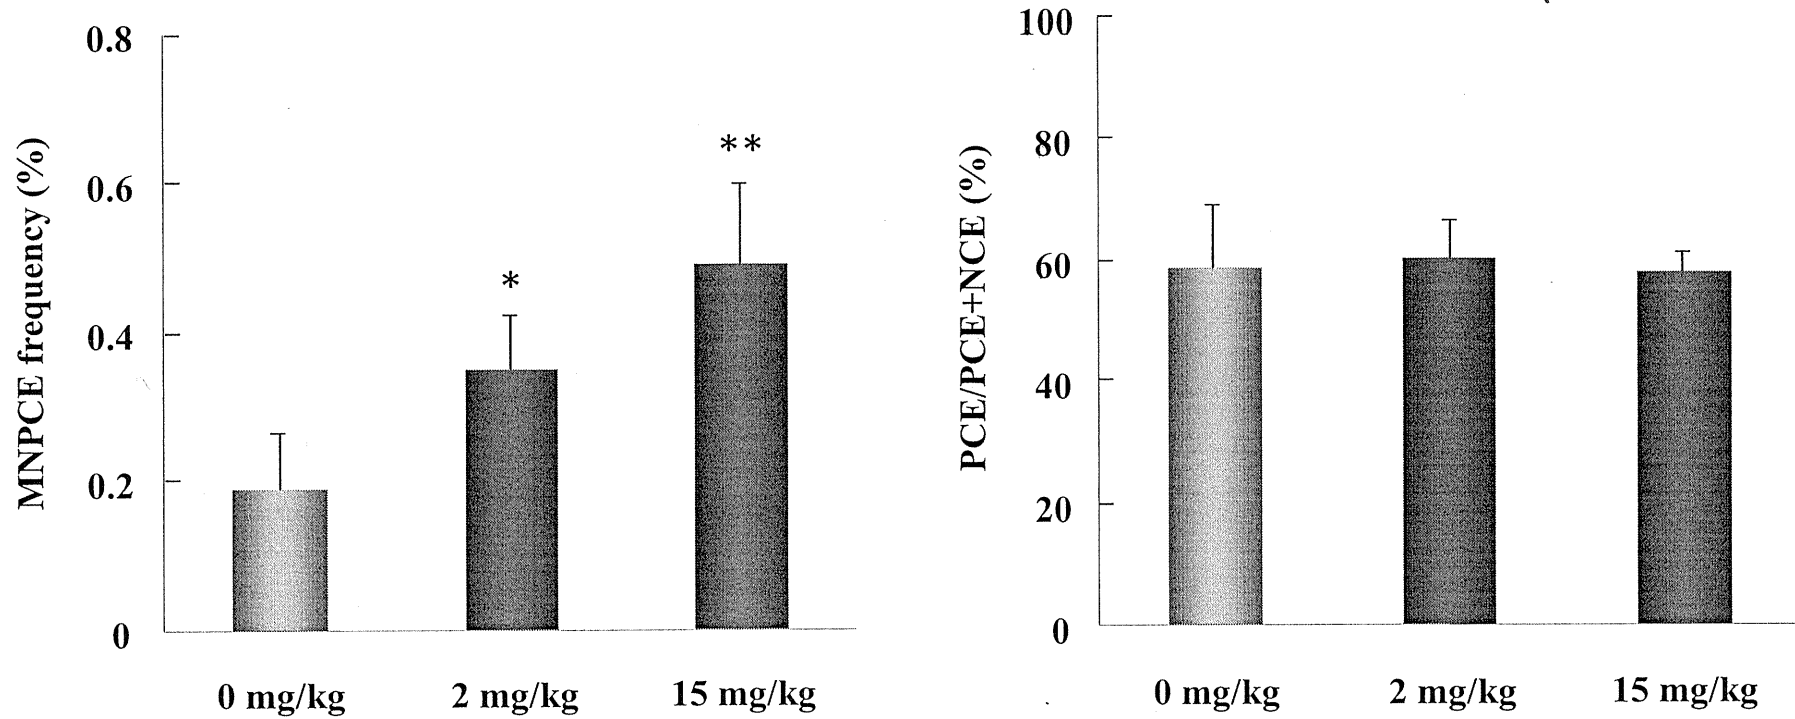 MNPCE frequency (%)
0.8
0.6
0.4
0.2
0
*
**
0 mg/kg
2 mg/kg
15 mg/kg
PCE/PCE+NCE (%)
100
80
60
40
20
0
0 mg/kg
2 mg/kg
15 mg/kg